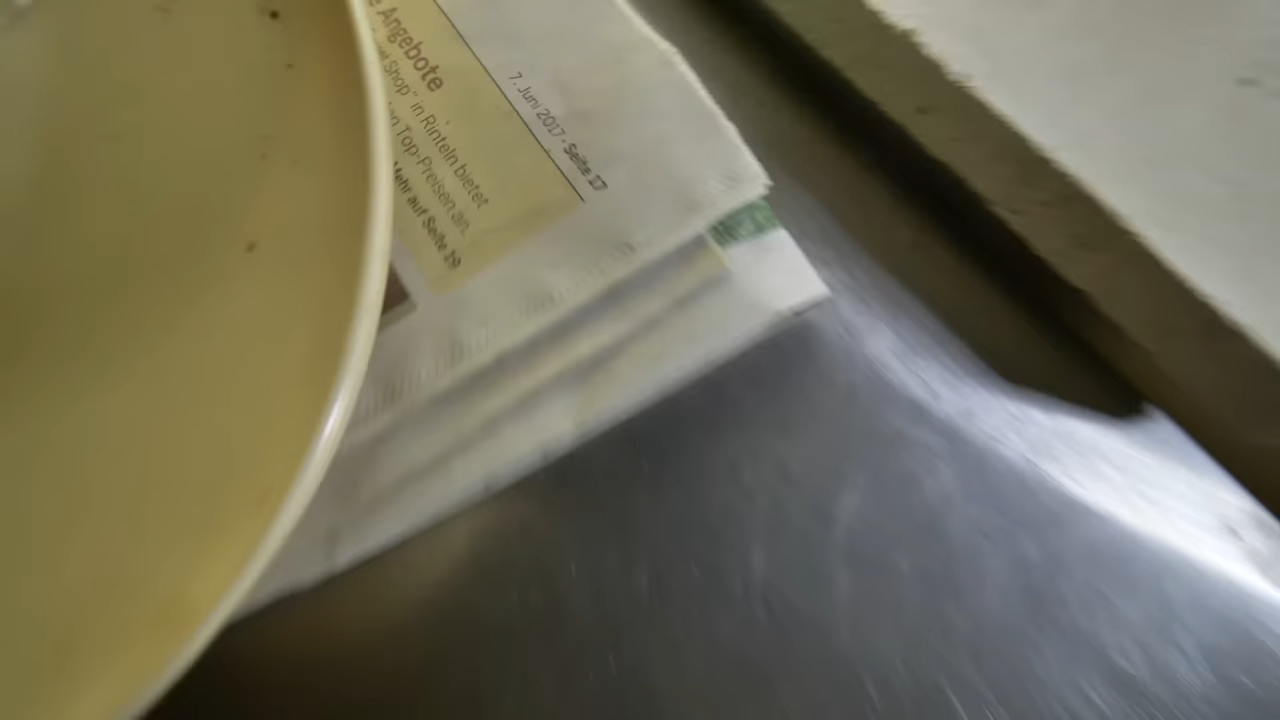 7. Juni 2017 - Seite 17
e Angebote
Shop" in Rinteln bietet
Top-Preisen an.
Mehr auf Seite 19